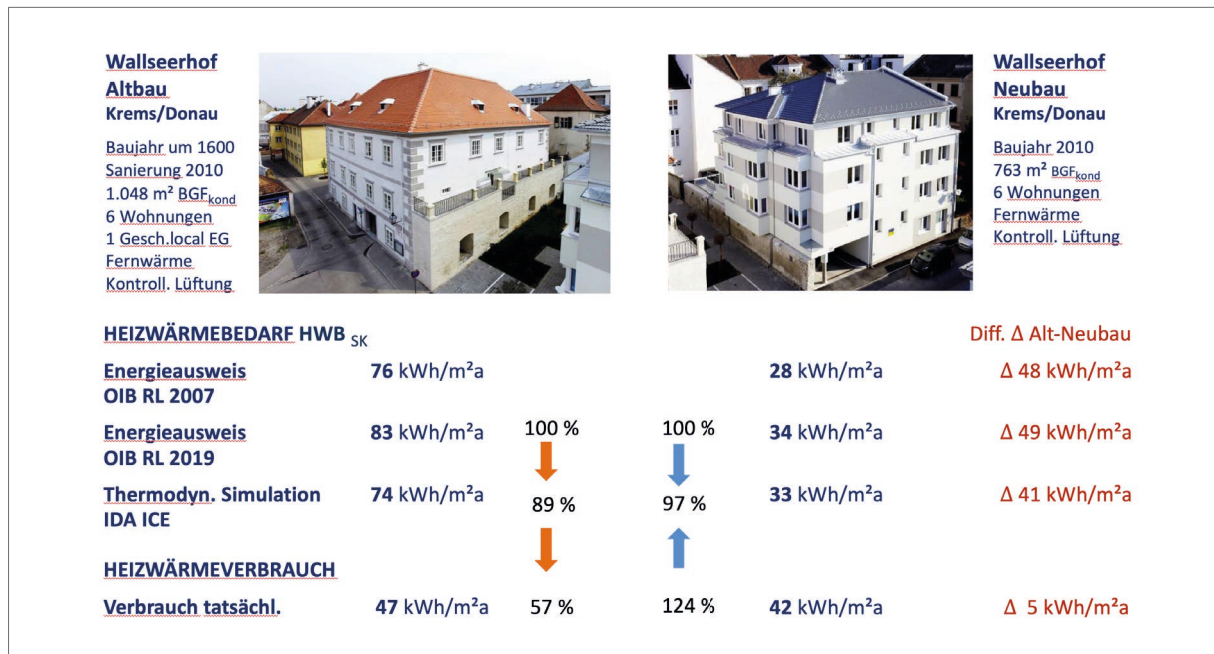 Wallseerhof
Altbau
Krems/Donau
Baujahr um 1600
Sanierung 2010
1.048 m² BGFkond
6 Wohnungen
1 Gesch.local EG
Fernwärme
Kontroll. Lüftung
Wallseerhof
Neubau
Krems/Donau
Baujahr 2010
763 m² BGFkond
6 Wohnungen
Fernwärme
Kontroll. Lüftung
HEIZWÄRMEBEDARF HWB SK Diff. Δ Alt-Neubau
Energieausweis 76 kWh/m²a 28 kWh/m²a Δ 48 kWh/m²a
OIB RL 2007
Energieausweis 83 kWh/m²a 100 % 100 % 34 kWh/m²a Δ 49 kWh/m²a
OIB RL 2019
Thermodyn. Simulation 74 kWh/m²a 89 % 97 % 33 kWh/m²a Δ 41 kWh/m²a
IDA ICE
HEIZWÄRMEVERBRAUCH
Verbrauch tatsächl. 47 kWh/m²a 57 % 124 % 42 kWh/m²a Δ 5 kWh/m²a